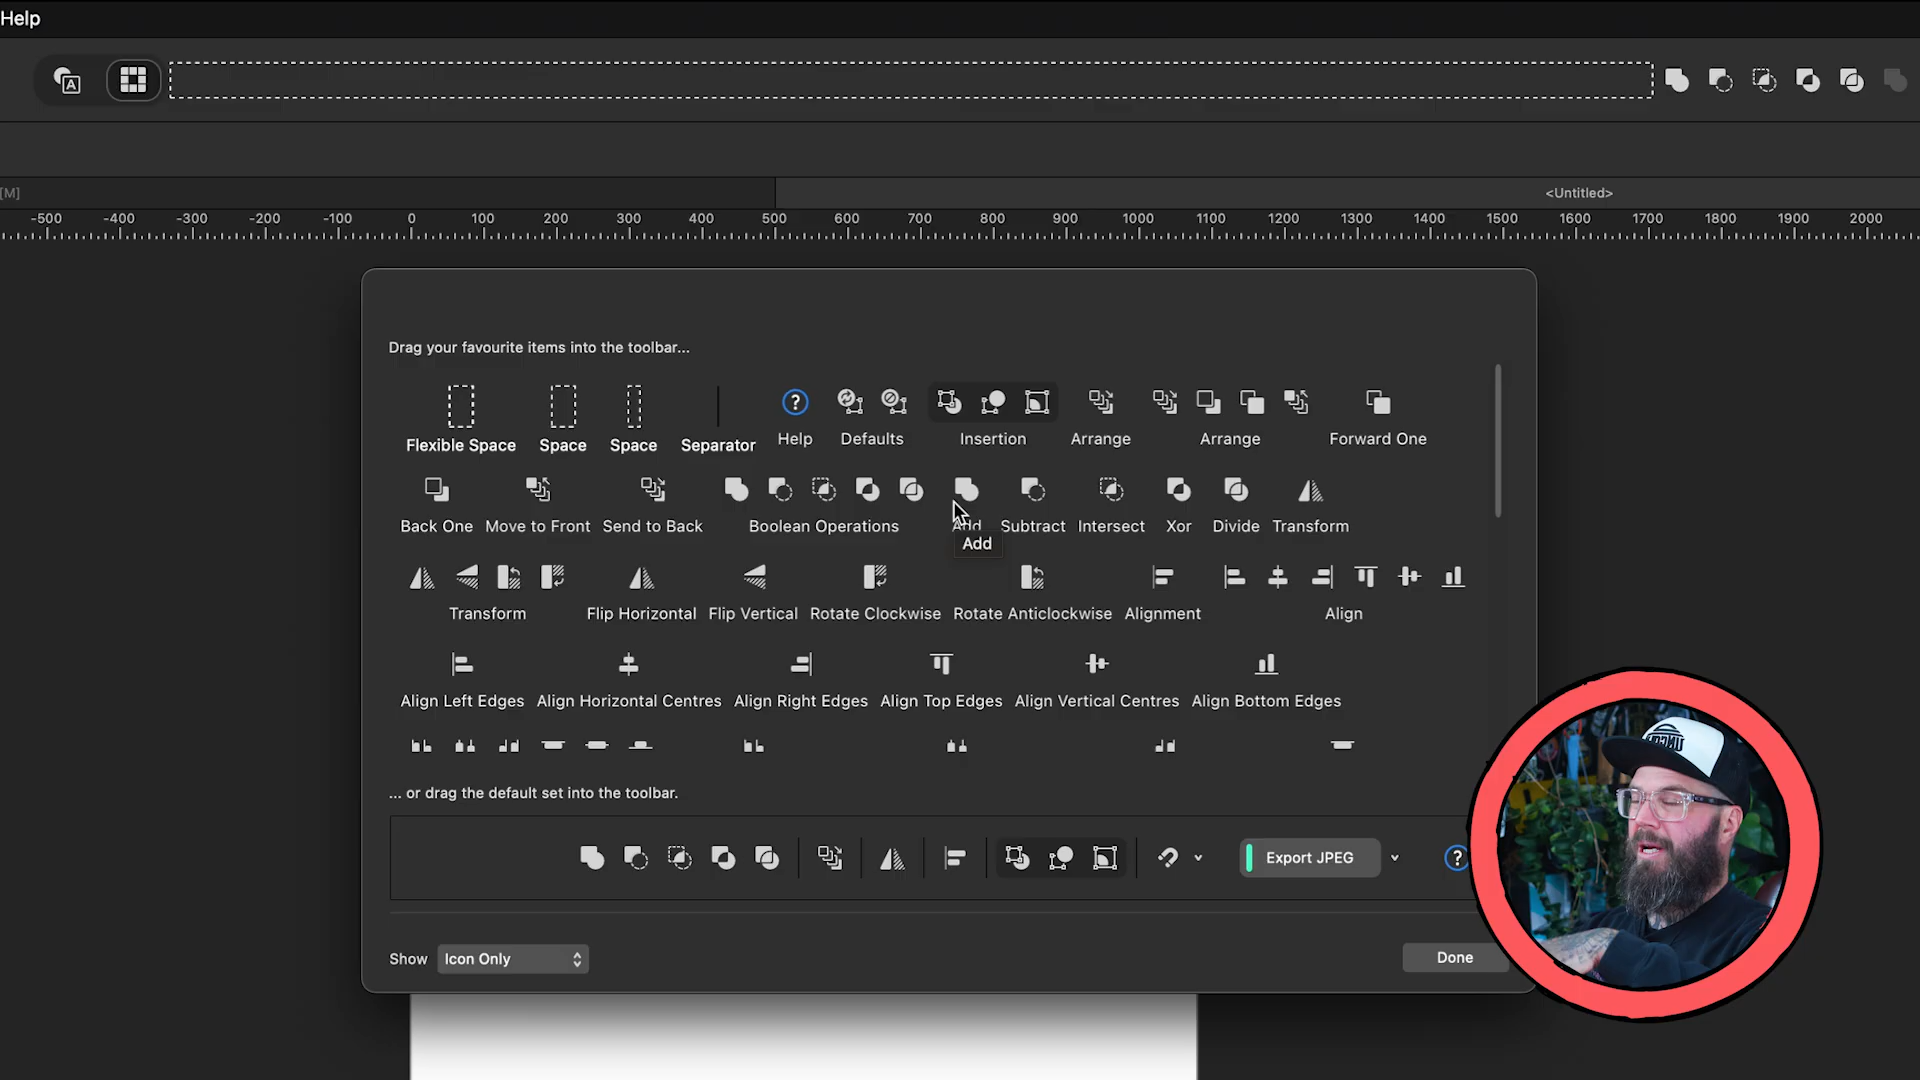 Help
A
[M]
<Untitled>
-500 -400 -300 -200 -100 0 100 200 300 400 500 600 700 800 900 1000 1100 1200 1300 1400 1500 1600 1700 1800 1900 2000
Drag your favourite items into the toolbar...
Flexible Space Space Space Separator Help Defaults Insertion Arrange Arrange Forward One
Back One Move to Front Send to Back Boolean Operations Add Subtract Intersect Xor Divide Transform
Add
Transform Flip Horizontal Flip Vertical Rotate Clockwise Rotate Anticlockwise Alignment Align
Align Left Edges Align Horizontal Centres Align Right Edges Align Top Edges Align Vertical Centres Align Bottom Edges
... or drag the default set into the toolbar.
Export JPEG ?
Show Icon Only Done